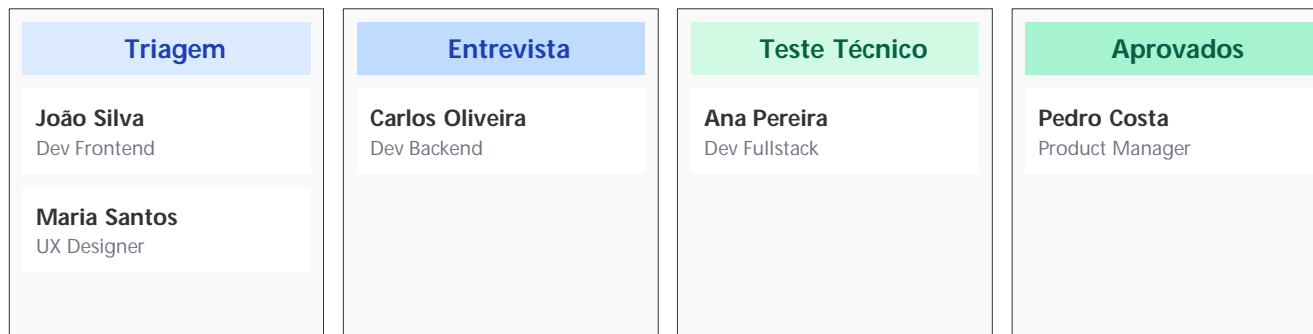 Triagem
João Silva
Dev Frontend
Maria Santos
UX Designer
Entrevista
Carlos Oliveira
Dev Backend
Teste Técnico
Ana Pereira
Dev Fullstack
Aprovados
Pedro Costa
Product Manager